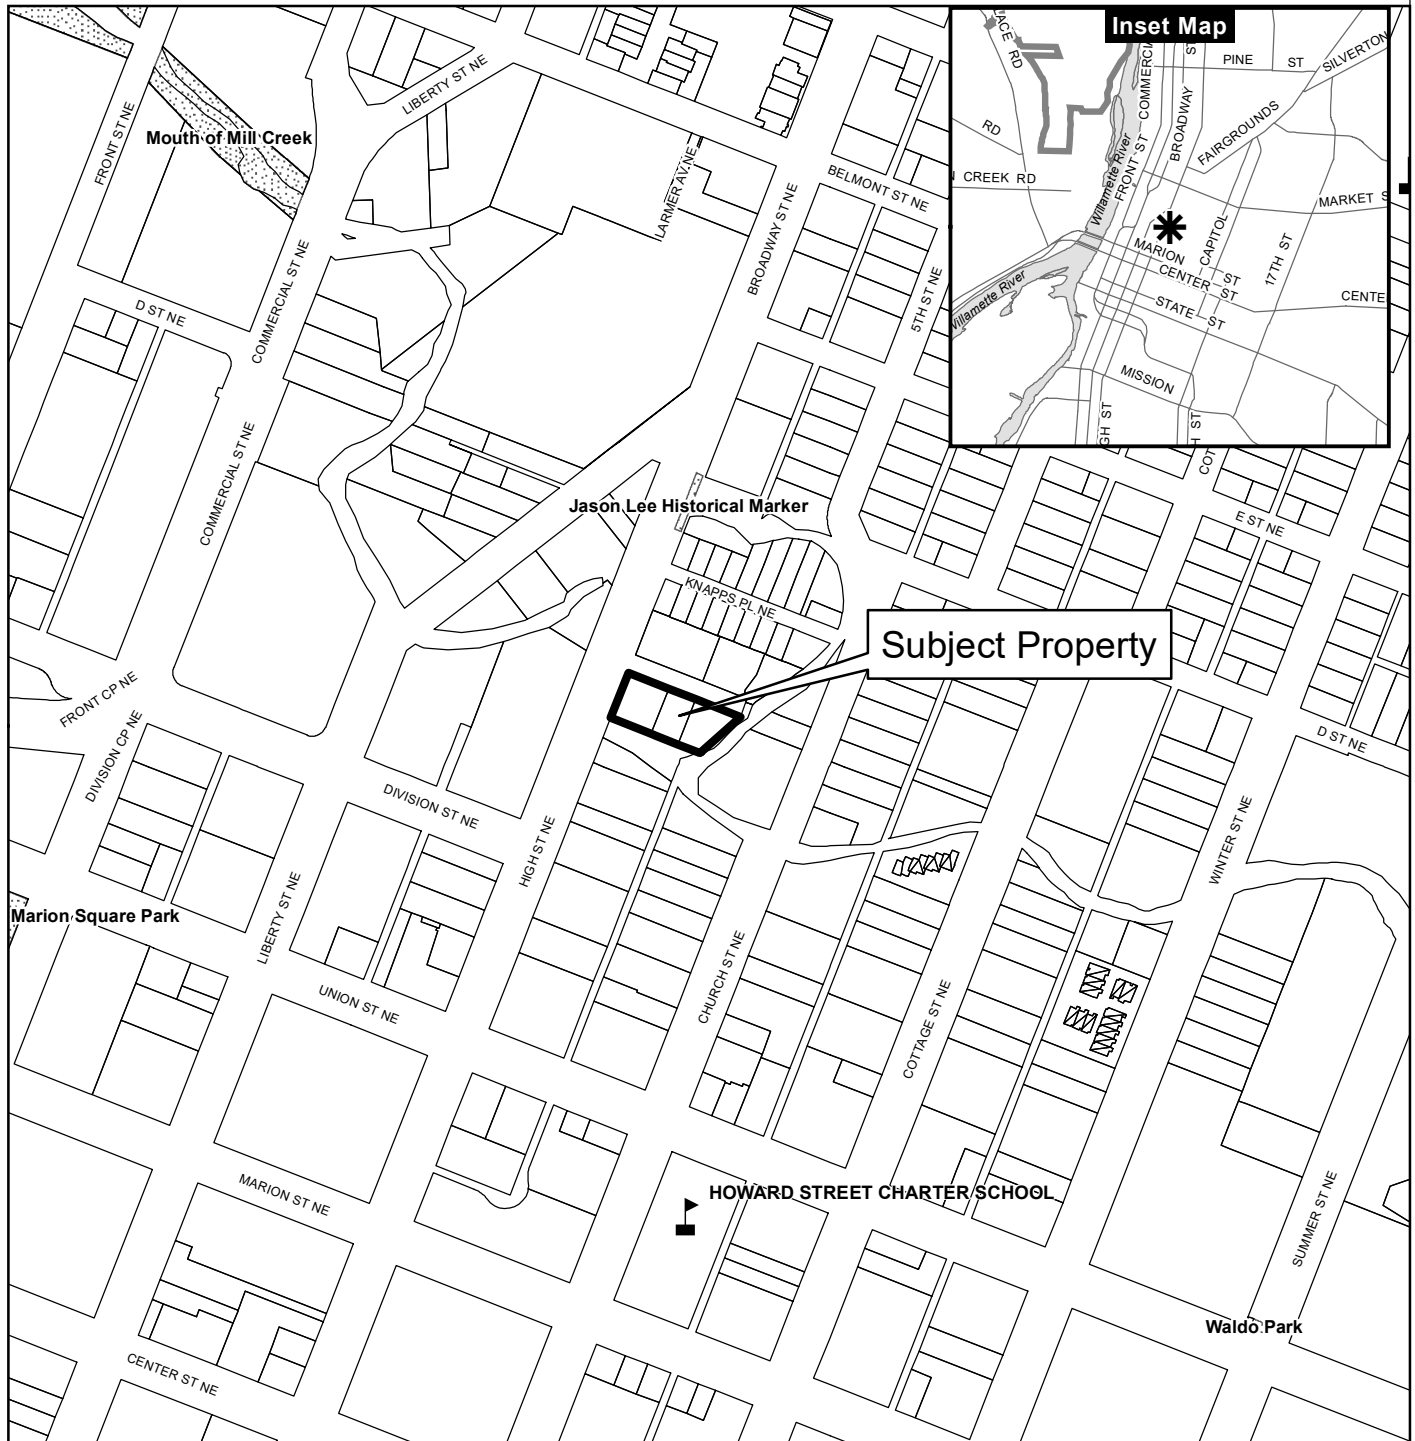 Inset Map
PINE ST
SILVERTON
COMMERCIA
BROADWAY ST
FAIRGROUNDS
RD
CREEK RD
FRONT ST
Willamette River
MARKET S
MARION ST
CAPITOL
17TH ST
CENTER ST
CENTE
STATE ST
Willamette River
MISSION
GH ST
H ST
COT
LIBERTY ST NE
FRONT ST NE
Mouth of Mill Creek
LARMER AV NE
BELMONT ST NE
BROADWAY ST NE
COMMERCIAL ST NE
5TH ST NE
D ST NE
COMMERCIAL ST NE
Jason Lee Historical Marker
E ST NE
KNAPPS PL NE
Subject Property
FRONT CP NE
DIVISION CP NE
D ST NE
DIVISION ST NE
HIGH ST NE
WINTER ST NE
Marion Square Park
LIBERTY ST NE
CHURCH ST NE
UNION ST NE
COTTAGE ST NE
MARION ST NE
HOWARD STREET CHARTER SCHOOL
SUMMER ST NE
Waldo Park
CENTER ST NE